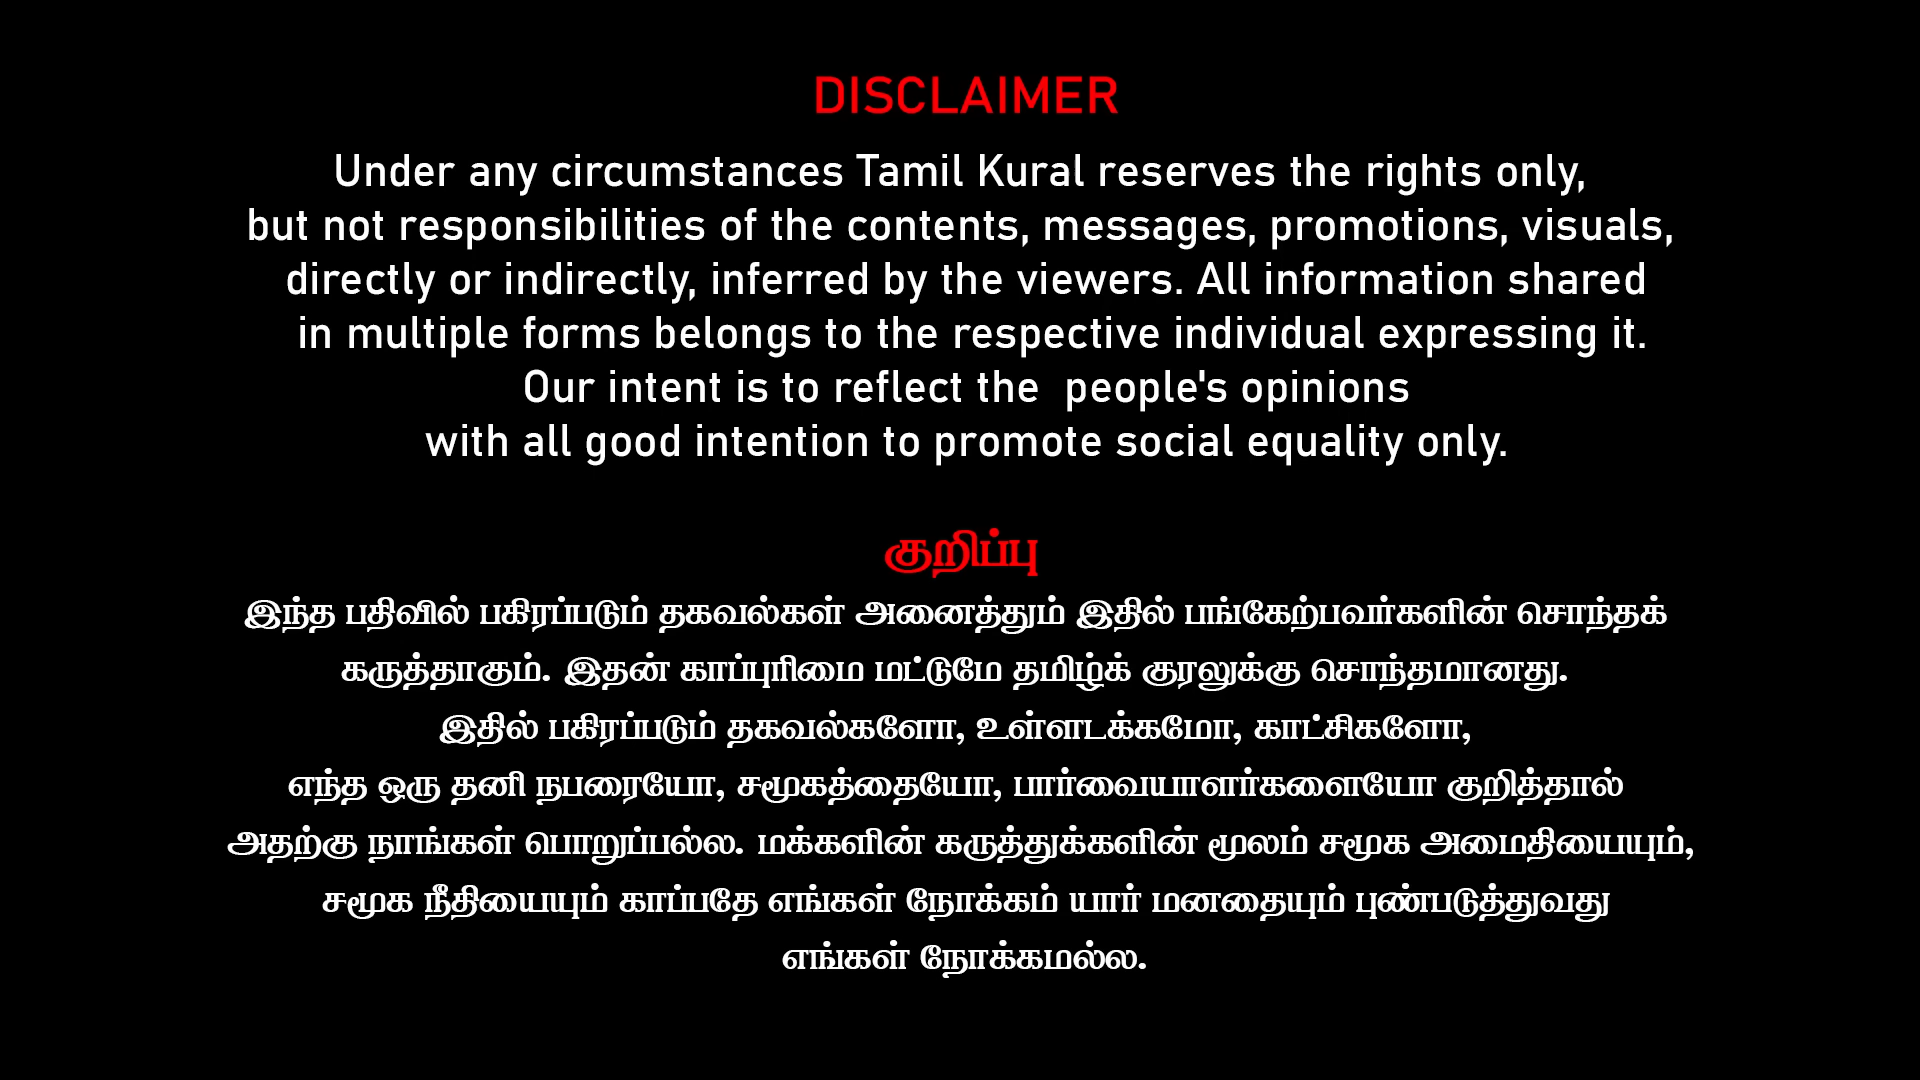 DISCLAIMER
Under any circumstances Tamil Kural reserves the rights only,
but not responsibilities of the contents, messages, promotions, visuals,
directly or indirectly, inferred by the viewers. All information shared
in multiple forms belongs to the respective individual expressing it.
Our intent is to reflect the  people's opinions
with all good intention to promote social equality only.
குறிப்பு
இந்த பதிவில் பகிரப்படும் தகவல்கள் அனைத்தும் இதில் பங்கேற்பவர்களின் சொந்தக்
கருத்தாகும். இதன் காப்புரிமை மட்டுமே தமிழ்க் குரலுக்கு சொந்தமானது.
இதில் பகிரப்படும் தகவல்களோ, உள்ளடக்கமோ, காட்சிகளோ,
எந்த ஒரு தனி நபரையோ, சமூகத்தையோ, பார்வையாளர்களையோ குறித்தால்
அதற்கு நாங்கள் பொறுப்பல்ல. மக்களின் கருத்துக்களின் மூலம் சமூக அமைதியையும்,
சமூக நீதியையும் காப்பதே எங்கள் நோக்கம் யார் மனதையும் புண்படுத்துவது
எங்கள் நோக்கமல்ல.